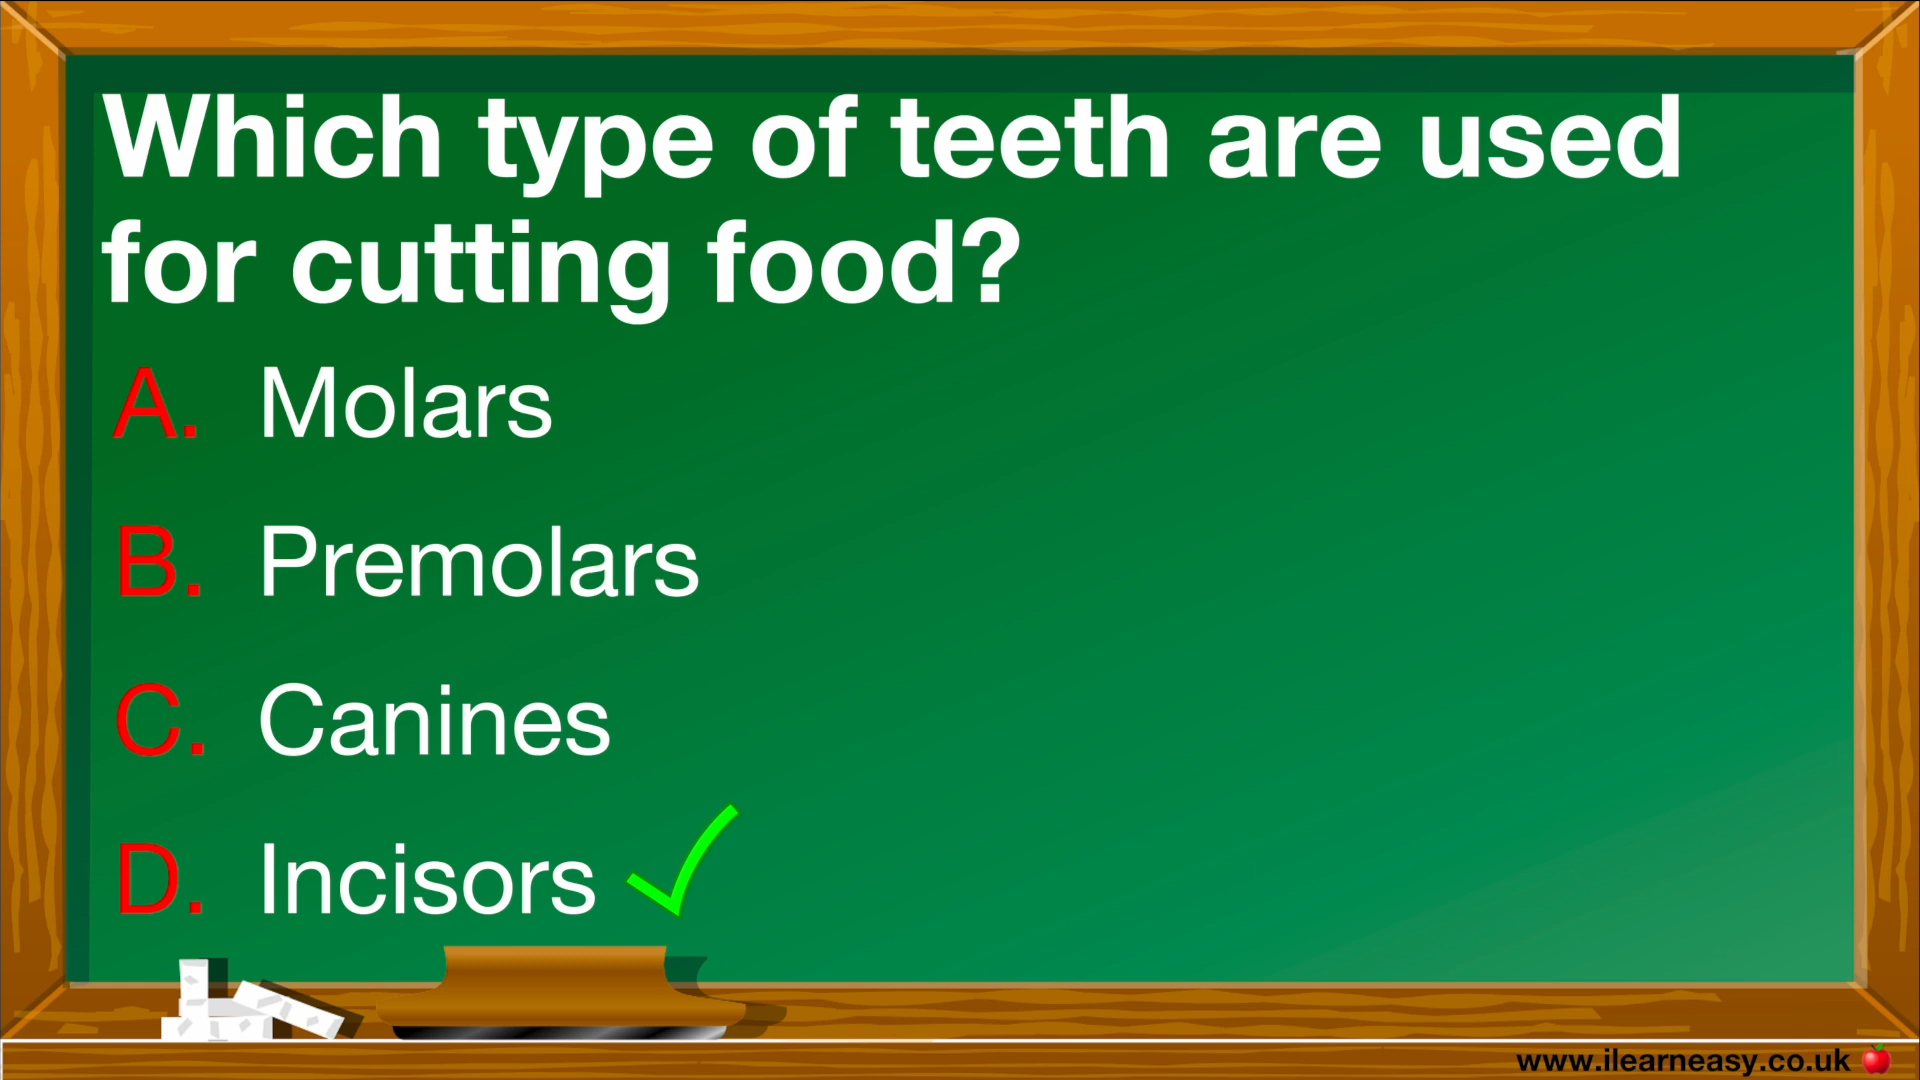 Which type of teeth are used
for cutting food?
A. Molars
B. Premolars
C. Canines
D. Incisors
www.ilearneasy.co.uk